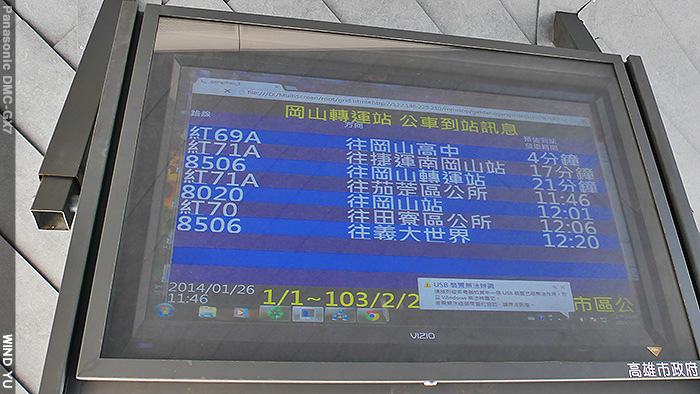 Panasonic DMC-GX7
岡山轉運站 公車到站訊息
路線
方向
預估到站
發車時間
紅69A 往岡山高中 4分鐘
紅71A 往捷運南岡山站 17分鐘
8506 往岡山轉運站 21分鐘
紅71A 往茄萣區公所 11:46
8020 往岡山站 12:01
紅70 往田寮區公所 12:06
8506 往義大世界 12:20
2014/01/26
11:46
1/1~103/2/2
市區公
USB 裝置無法辨識
VIZIO
高雄市政府
WIND YU